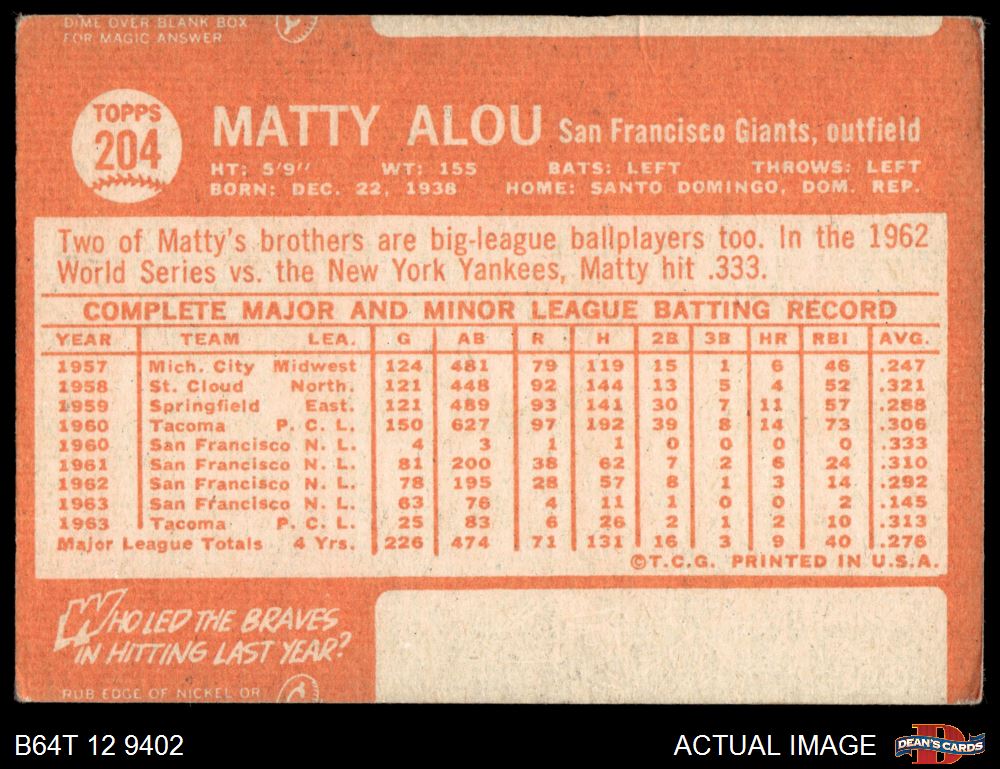 DIME OVER BLANK BOX
FOR MAGIC ANSWER
TOPPS
204
MATTY ALOU San Francisco Giants, outfield
HT: 5'9" WT: 155 BATS: LEFT THROWS: LEFT
BORN: DEC. 22, 1938 HOME: SANTO DOMINGO, DOM. REP.
Two of Matty's brothers are big-league ballplayers too. In the 1962
World Series vs. the New York Yankees, Matty hit .333.
COMPLETE MAJOR AND MINOR LEAGUE BATTING RECORD
YEAR TEAM LEA. G AB R H 2B 3B HR RBI AVG.
1957 Mich. City Midwest 124 481 79 119 15 1 6 46 .247
1958 St. Cloud North. 121 448 92 144 13 5 4 52 .321
1959 Springfield East. 121 489 93 141 30 7 11 57 .288
1960 Tacoma P. C. L. 150 627 97 192 39 8 14 73 .306
1960 San Francisco N. L. 4 3 1 1 0 0 0 0 .333
1961 San Francisco N. L. 81 200 38 62 7 2 6 24 .310
1962 San Francisco N. L. 78 195 28 57 8 1 3 14 .292
1963 San Francisco N. L. 63 76 4 11 1 0 0 2 .145
1963 Tacoma P. C. L. 25 83 6 26 2 1 2 10 .313
Major League Totals 4 Yrs. 226 474 71 131 16 3 9 40 .276
©T.C.G. PRINTED IN U.S.A.
WHO LED THE BRAVES
IN HITTING LAST YEAR?
RUB EDGE OF NICKEL OR
B64T 12 9402
ACTUAL IMAGE
D
DEAN'S CARDS